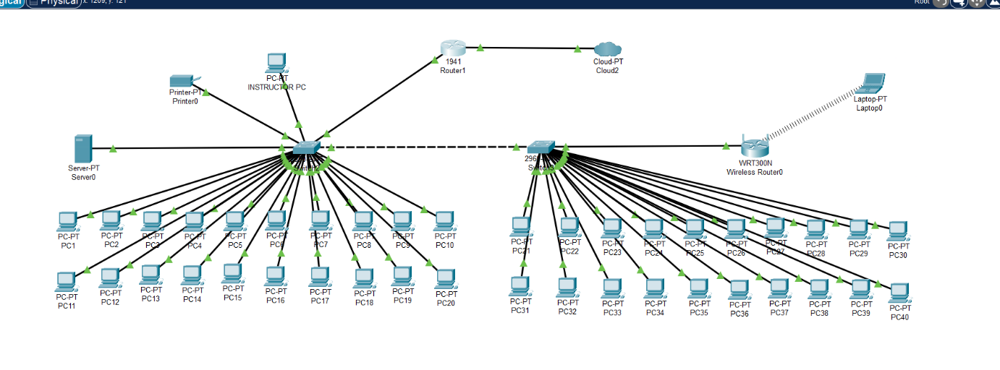 Physical x: 1209, y: 121
Root
1941
Router1
Cloud-PT
Cloud2
PC-PT
INSTRUCTOR PC
Printer-PT
Printer0
Laptop-PT
Laptop0
Server-PT
Server0
WRT300N
Wireless Router0
PC-PT
PC1
PC-PT
PC2
PC-PT
PC3
PC-PT
PC4
PC-PT
PC5
PC-PT
PC6
PC-PT
PC7
PC-PT
PC8
PC-PT
PC9
PC-PT
PC10
PC-PT
PC21
PC-PT
PC22
PC-PT
PC23
PC-PT
PC24
PC-PT
PC25
PC-PT
PC26
PC-PT
PC27
PC-PT
PC28
PC-PT
PC29
PC-PT
PC30
PC-PT
PC11
PC-PT
PC12
PC-PT
PC13
PC-PT
PC14
PC-PT
PC15
PC-PT
PC16
PC-PT
PC17
PC-PT
PC18
PC-PT
PC19
PC-PT
PC20
PC-PT
PC31
PC-PT
PC32
PC-PT
PC33
PC-PT
PC34
PC-PT
PC35
PC-PT
PC36
PC-PT
PC37
PC-PT
PC38
PC-PT
PC39
PC-PT
PC40